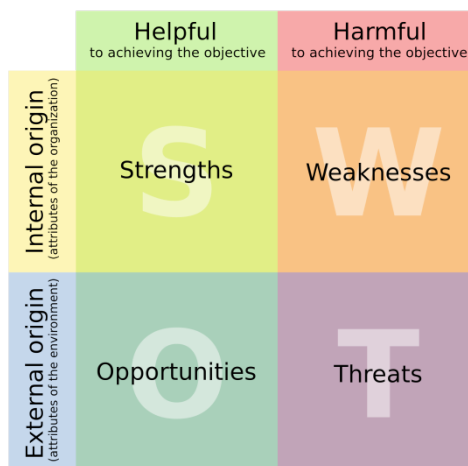 Helpful
to achieving the objective
Harmful
to achieving the objective
Internal origin
(attributes of the organization)
S
Strengths
W
Weaknesses
External origin
(attributes of the environment)
O
Opportunities
T
Threats